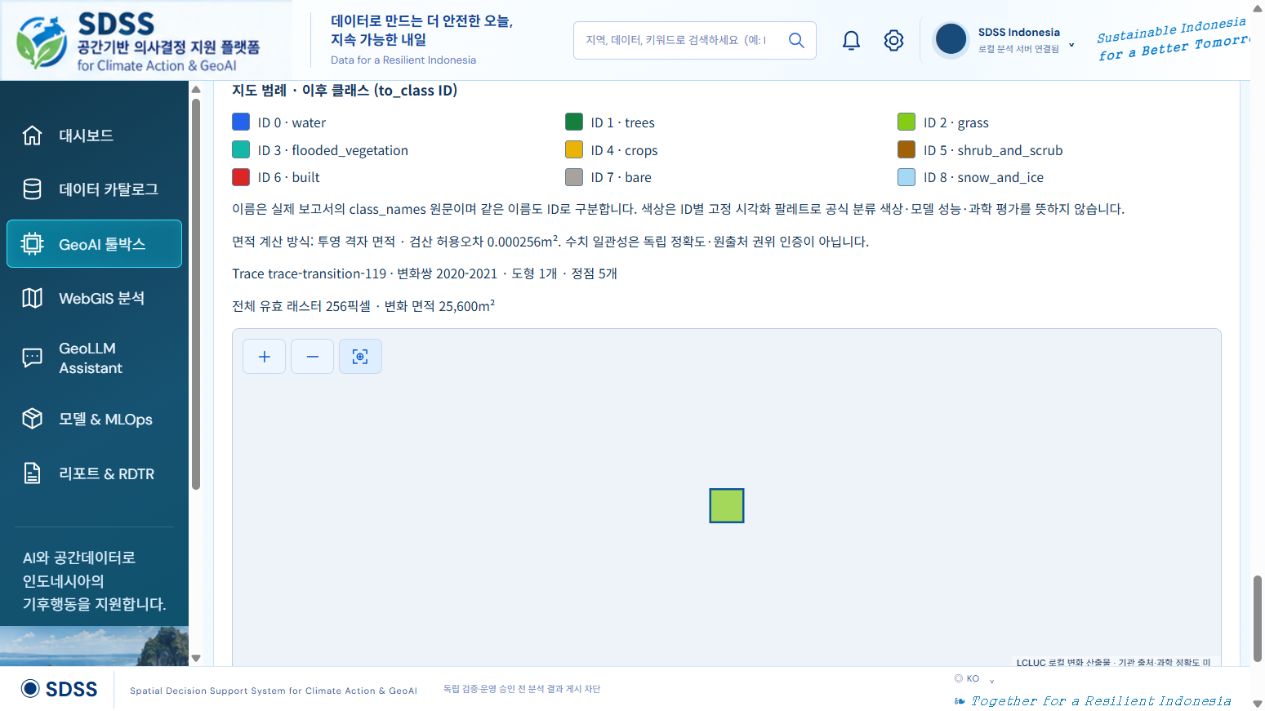 SDSS
공간기반 의사결정 지원 플랫폼
for Climate Action & GeoAI
데이터로 만드는 더 안전한 오늘,
지속 가능한 내일
Data for a Resilient Indonesia
지역, 데이터, 키워드로 검색하세요 (예: I
SDSS Indonesia
로컬 분석 서버 연결됨
Sustainable Indonesia
for a Better Tomorr
대시보드
데이터 카탈로그
GeoAI 툴박스
WebGIS 분석
GeoLLM
Assistant
모델 & MLOps
리포트 & RDTR
AI와 공간데이터로
인도네시아의
기후행동을 지원합니다.
지도 범례 · 이후 클래스 (to_class ID)
ID 0 · water
ID 1 · trees
ID 2 · grass
ID 3 · flooded_vegetation
ID 4 · crops
ID 5 · shrub_and_scrub
ID 6 · built
ID 7 · bare
ID 8 · snow_and_ice
이름은 실제 보고서의 class_names 원문이며 같은 이름도 ID로 구분합니다. 색상은 ID별 고정 시각화 팔레트로 공식 분류 색상·모델 성능·과학 평가를 뜻하지 않습니다.
면적 계산 방식: 투영 격자 면적 · 검산 허용오차 0.000256m². 수치 일관성은 독립 정확도·원출처 권위 인증이 아닙니다.
Trace trace-transition-119 · 변화쌍 2020-2021 · 도형 1개 · 정점 5개
전체 유효 래스터 256픽셀 · 변화 면적 25,600m²
LCLUC 로컬 변화 산출물 · 기관 출처·과학 정확도 미
SDSS
Spatial Decision Support System for Climate Action & GeoAI
독립 검증·운영 승인 전 분석 결과 게시 차단
KO
Together for a Resilient Indonesia